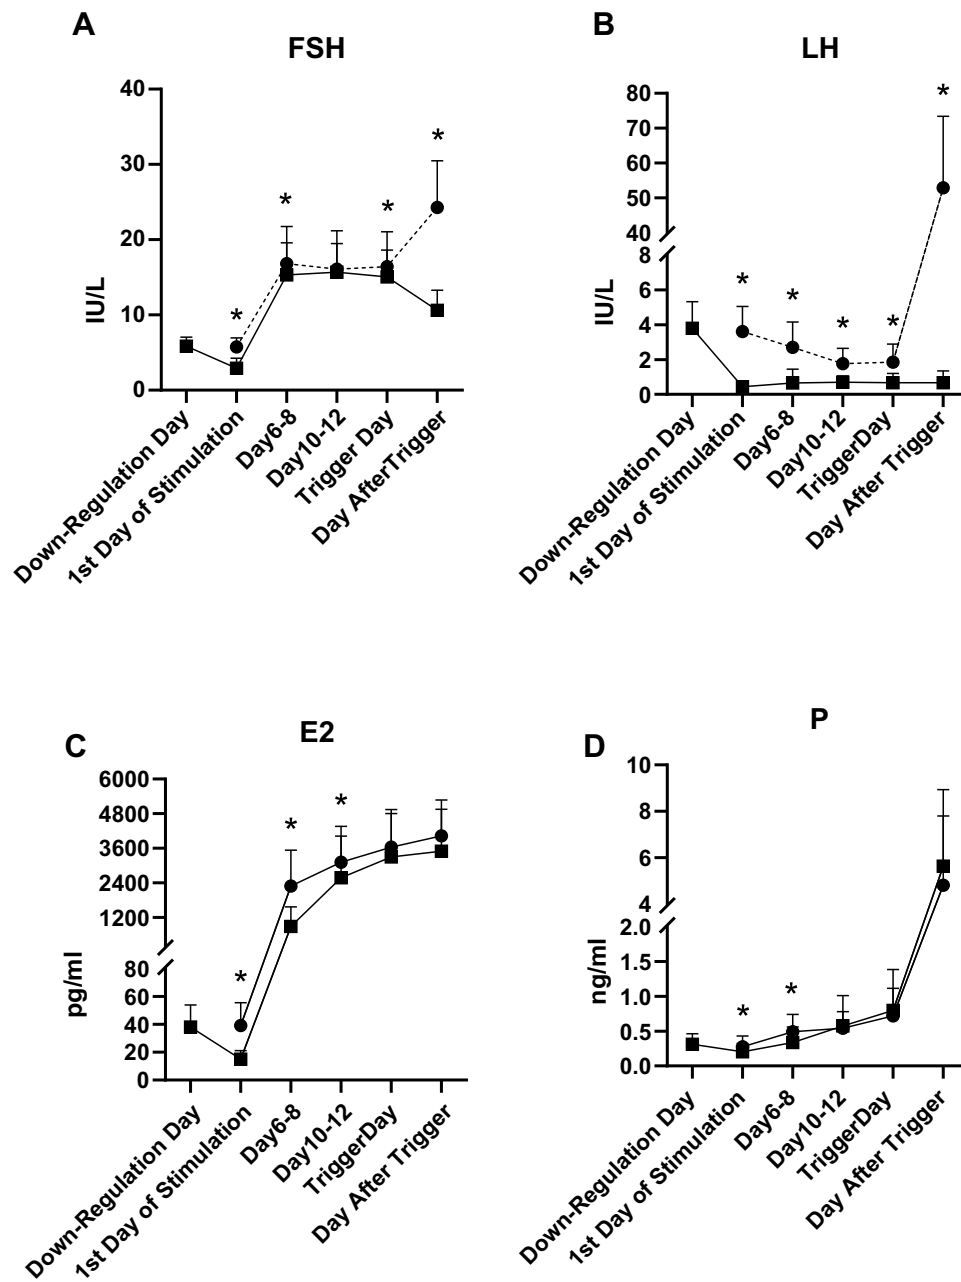 A
FSH
40
30
20
10
0
IU/L
*
*
*
*
Down-Regulation Day
1st Day of Stimulation
Day6-8
Day10-12
Trigger Day
Day AfterTrigger
B
LH
80
70
60
50
40
8
6
4
2
0
IU/L
*
*
*
*
*
Down-Regulation Day
1st Day of Stimulation
Day6-8
Day10-12
TriggerDay
Day After Trigger
C
E2
6000
4800
3600
2400
1200
80
60
40
20
0
pg/ml
*
*
*
Down-Regulation Day
1st Day of Stimulation
Day6-8
Day10-12
TriggerDay
Day After Trigger
D
P
10
8
6
4
2.0
1.5
1.0
0.5
0.0
ng/ml
*
*
Down-Regulation Day
1st Day of Stimulation
Day6-8
Day10-12
TriggerDay
Day After Trigger